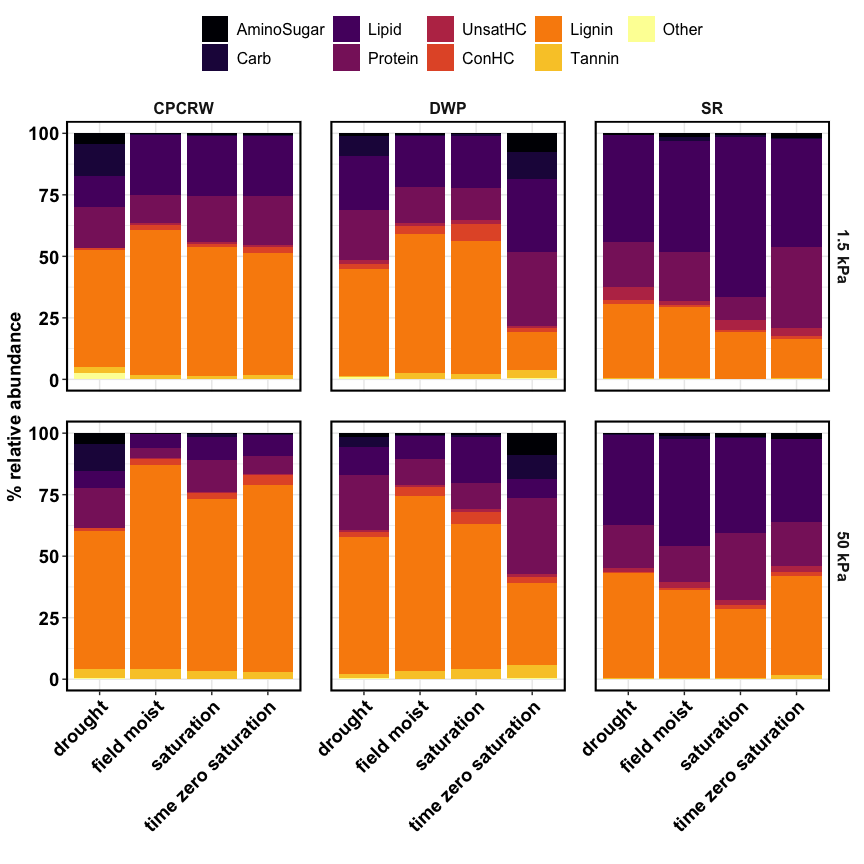 AminoSugar Lipid UnsatHC Lignin Other
Carb Protein ConHC Tannin
CPCRW DWP SR
% relative abundance
100
75
50
25
0
1.5 kPa
100
75
50
25
0
50 kPa
drought field moist saturation time zero saturation
drought field moist saturation time zero saturation
drought field moist saturation time zero saturation